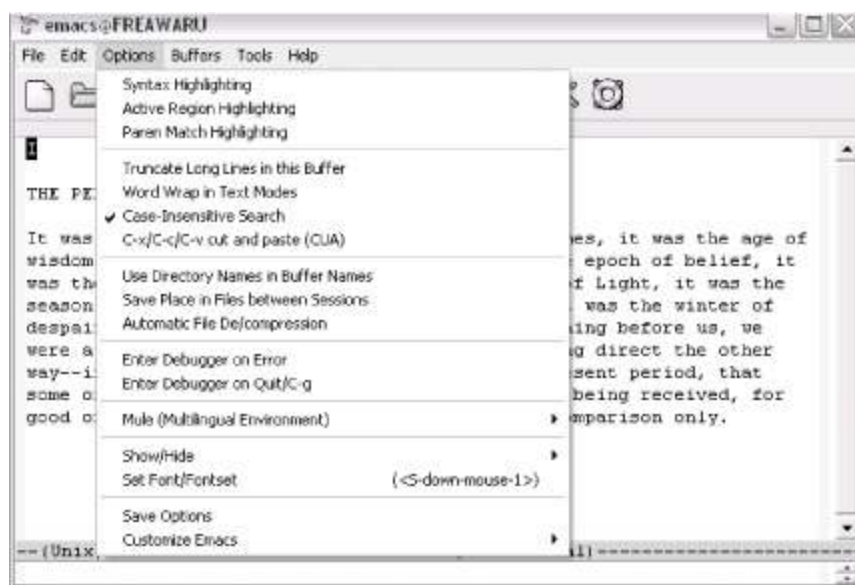 emacs@FREAWARU
File Edit Options Buffers Tools Help
Syntax Highlighting
Active Region Highlighting
Paren Match Highlighting
I
Truncate Long Lines in this Buffer
THE PE
Word Wrap in Text Modes
Case-Insensitive Search
C-x/C-c/C-v cut and paste (CUA)
It was es, it was the age of
wisdom epoch of belief, it
Use Directory Names in Buffer Names
was th f Light, it was the
Save Place in Files between Sessions
season was the winter of
Automatic File De/compression
despai ing before us, we
were a g direct the other
Enter Debugger on Error
way--i sent period, that
Enter Debugger on Quit/C-g
some o being received, for
good o mparison only.
Mule (Multilingual Environment)
Show/Hide
Set Font/Fontset (<S-down-mouse-1>)
Save Options
Customize Emacs
--(Unix l1)--------------------